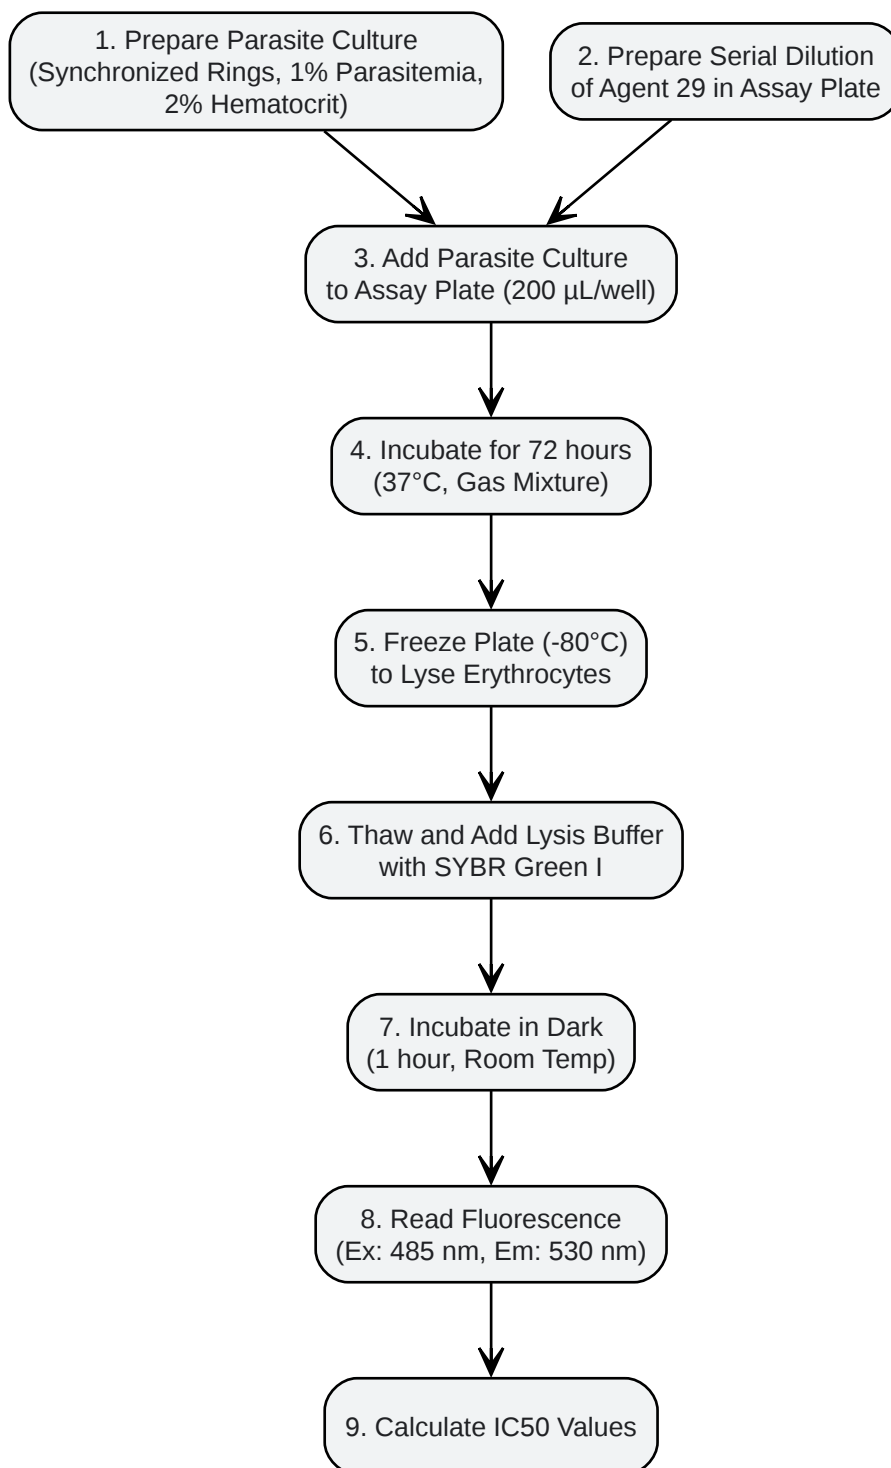 1. Prepare Parasite Culture
(Synchronized Rings, 1% Parasitemia,
2% Hematocrit)
2. Prepare Serial Dilution
of Agent 29 in Assay Plate
3. Add Parasite Culture
to Assay Plate (200 µL/well)
4. Incubate for 72 hours
(37°C, Gas Mixture)
5. Freeze Plate (-80°C)
to Lyse Erythrocytes
6. Thaw and Add Lysis Buffer
with SYBR Green I
7. Incubate in Dark
(1 hour, Room Temp)
8. Read Fluorescence
(Ex: 485 nm, Em: 530 nm)
9. Calculate IC50 Values